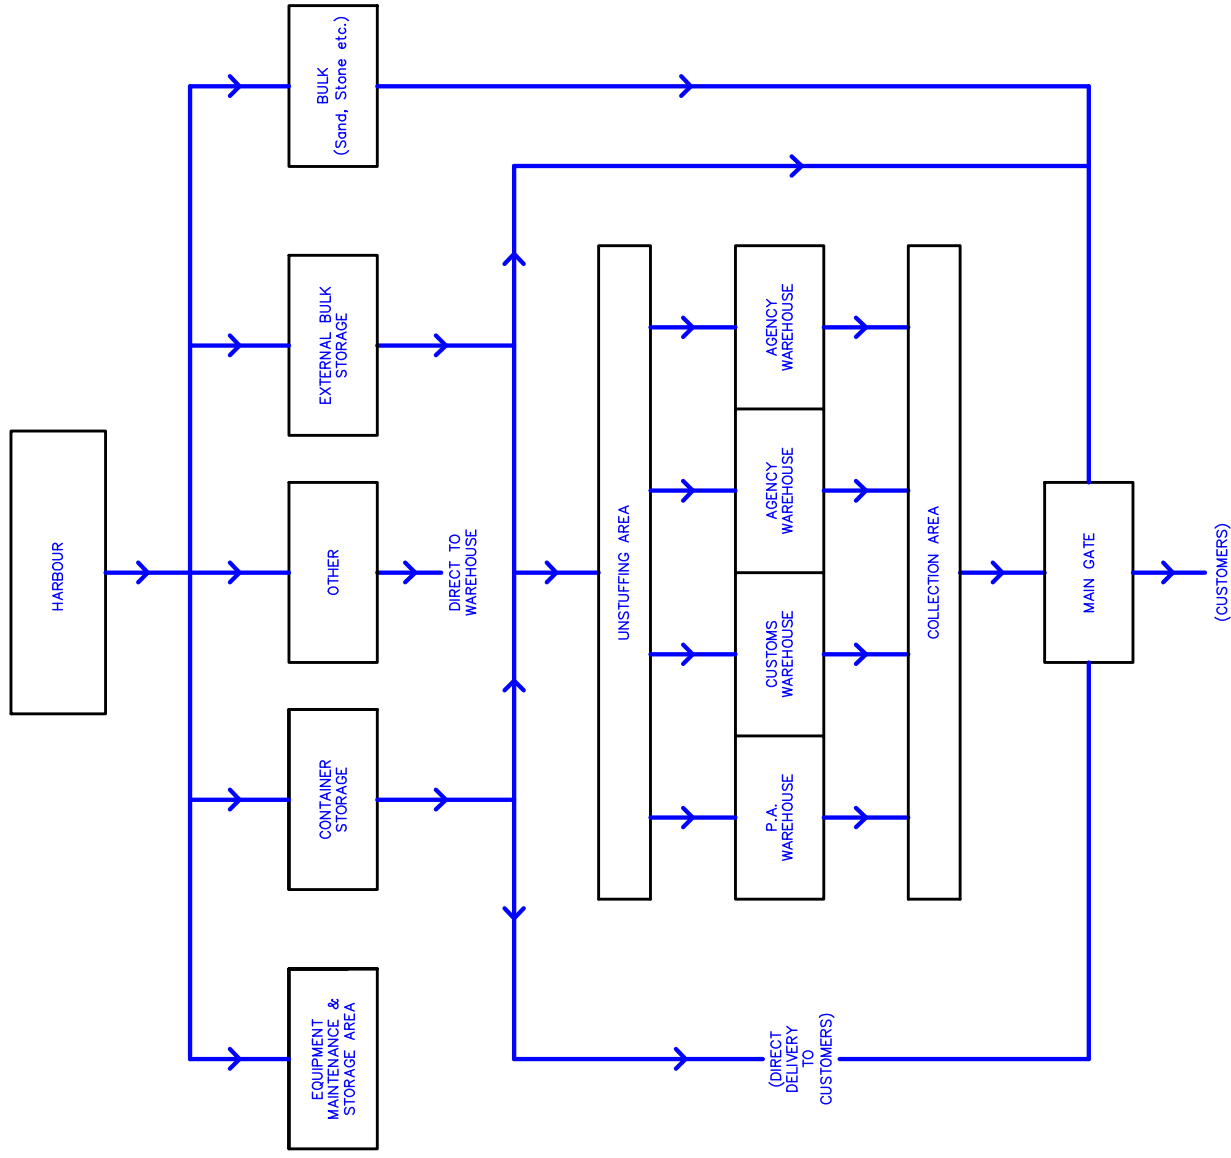 HARBOUR
EQUIPMENT
MAINTENANCE &
STORAGE AREA
CONTAINER
STORAGE
OTHER
EXTERNAL BULK
STORAGE
BULK
(Sand, Stone etc.)
DIRECT TO
WAREHOUSE
UNSTUFFING AREA
P.A.
WAREHOUSE
CUSTOMS
WAREHOUSE
AGENCY
WAREHOUSE
AGENCY
WAREHOUSE
(DIRECT
DELIVERY
TO
CUSTOMERS)
COLLECTION AREA
MAIN GATE
(CUSTOMERS)